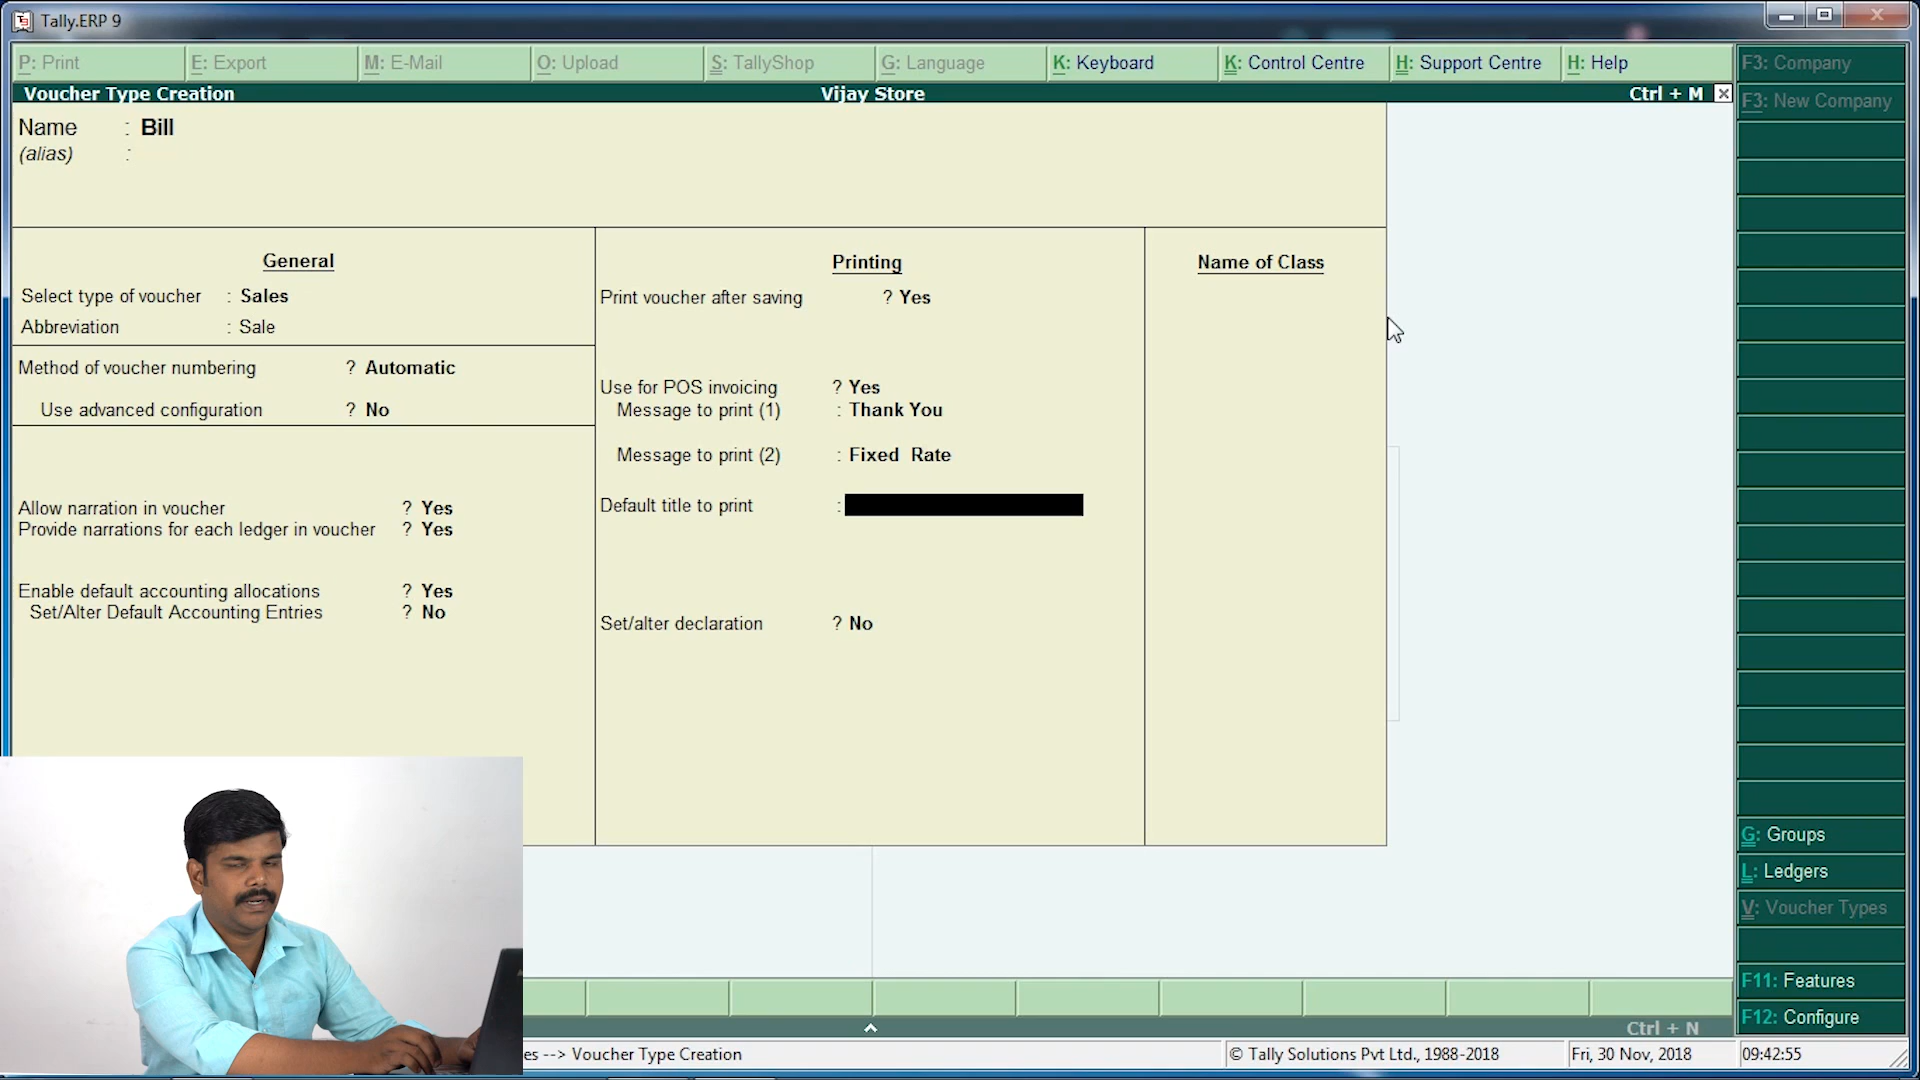 Tally.ERP 9
P: Print
E: Export
M: E-Mail
O: Upload
S: TallyShop
G: Language
K: Keyboard
K: Control Centre
H: Support Centre
H: Help
F3: Company
F3: New Company
Voucher Type Creation
Vijay Store
Ctrl + M
Name : Bill
(alias) :
General
Select type of voucher : Sales
Abbreviation : Sale
Method of voucher numbering ? Automatic
Use advanced configuration ? No
Allow narration in voucher ? Yes
Provide narrations for each ledger in voucher ? Yes
Enable default accounting allocations ? Yes
Set/Alter Default Accounting Entries ? No
Printing
Print voucher after saving ? Yes
Use for POS invoicing ? Yes
Message to print (1) : Thank You
Message to print (2) : Fixed Rate
Default title to print :
Set/alter declaration ? No
Name of Class
G: Groups
L: Ledgers
V: Voucher Types
F11: Features
F12: Configure
Ctrl + N
es --> Voucher Type Creation
© Tally Solutions Pvt Ltd., 1988-2018
Fri, 30 Nov, 2018
09:42:55